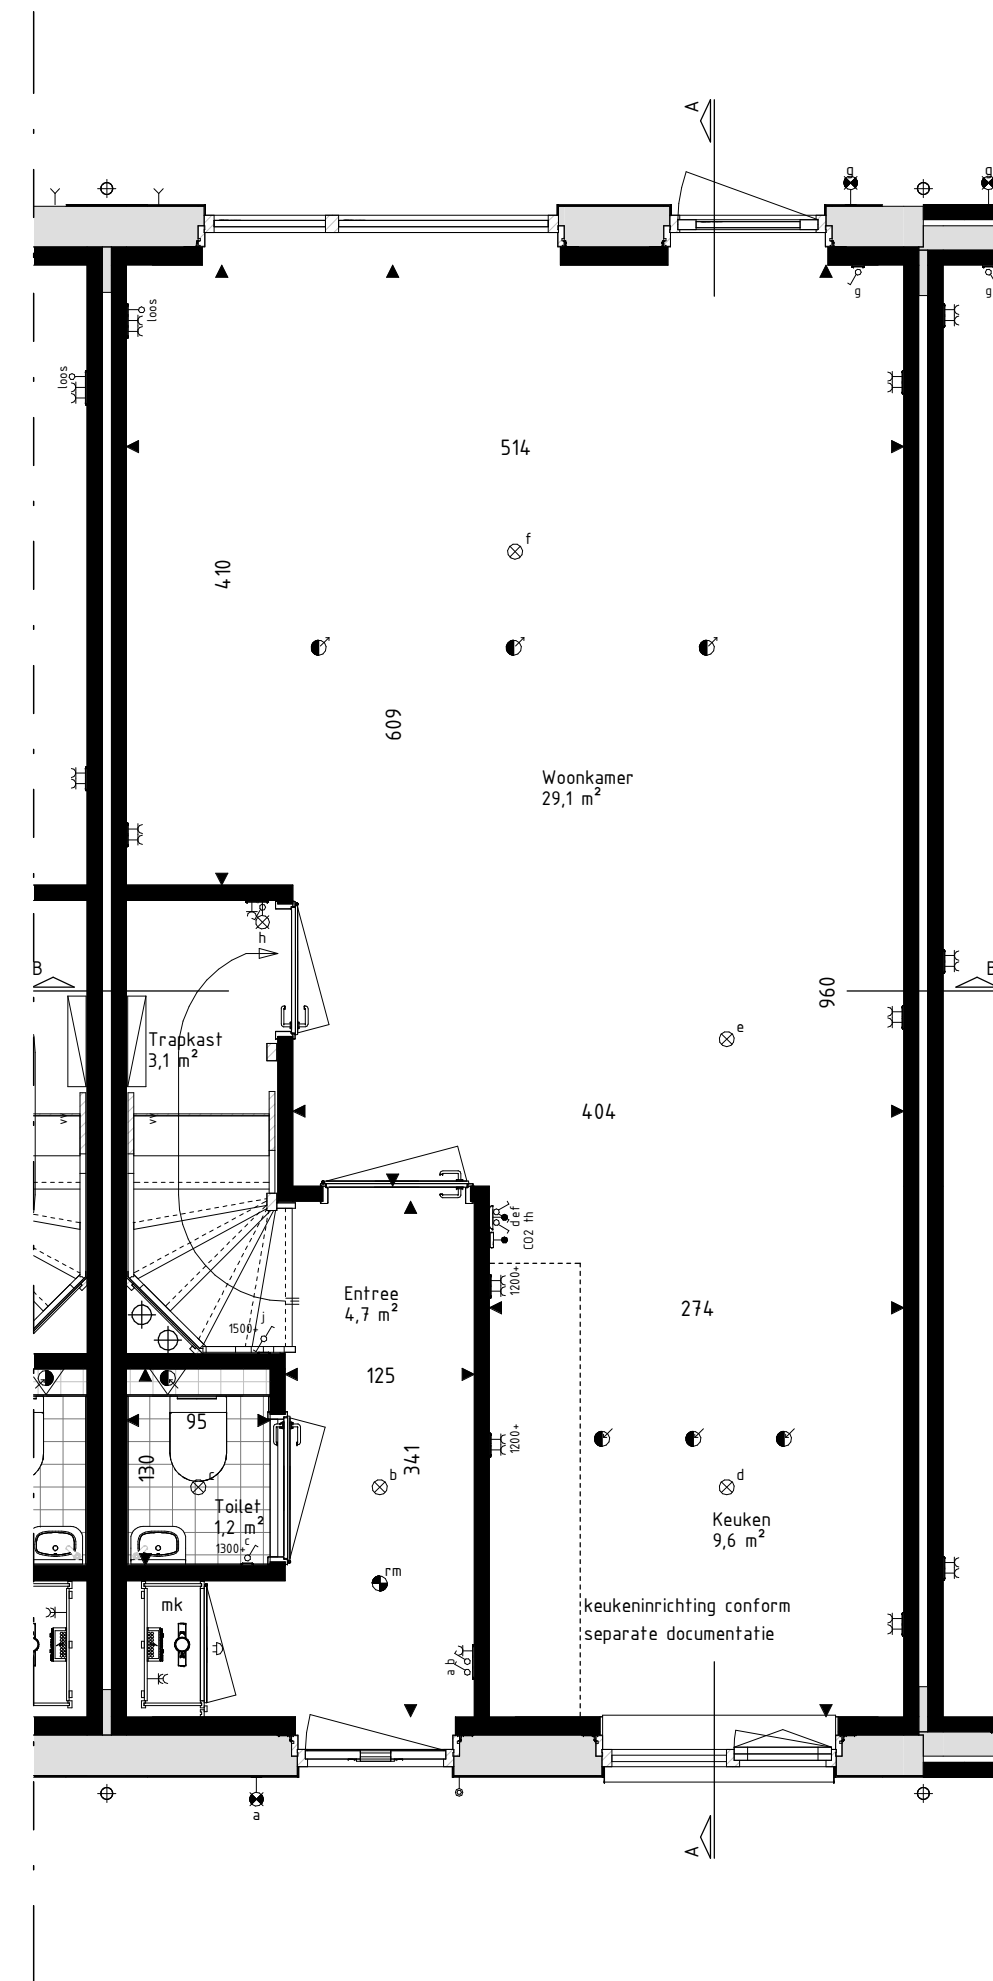 A
g
g
g
g
loos
loos
514
f
410
609
Woonkamer
29,1 m²
h
B
B
960
Trapkast
3,1 m²
e
404
vv
vv
d e f
CO2 th
Entree
4,7 m²
1200+
274
j
1500+
125
95
130
341
1200+
c
b
d
Toilet
1,2 m²
Keuken
9,6 m²
c
1300+
rm
mk
keukeninrichting conform
separate documentatie
a b
a
A